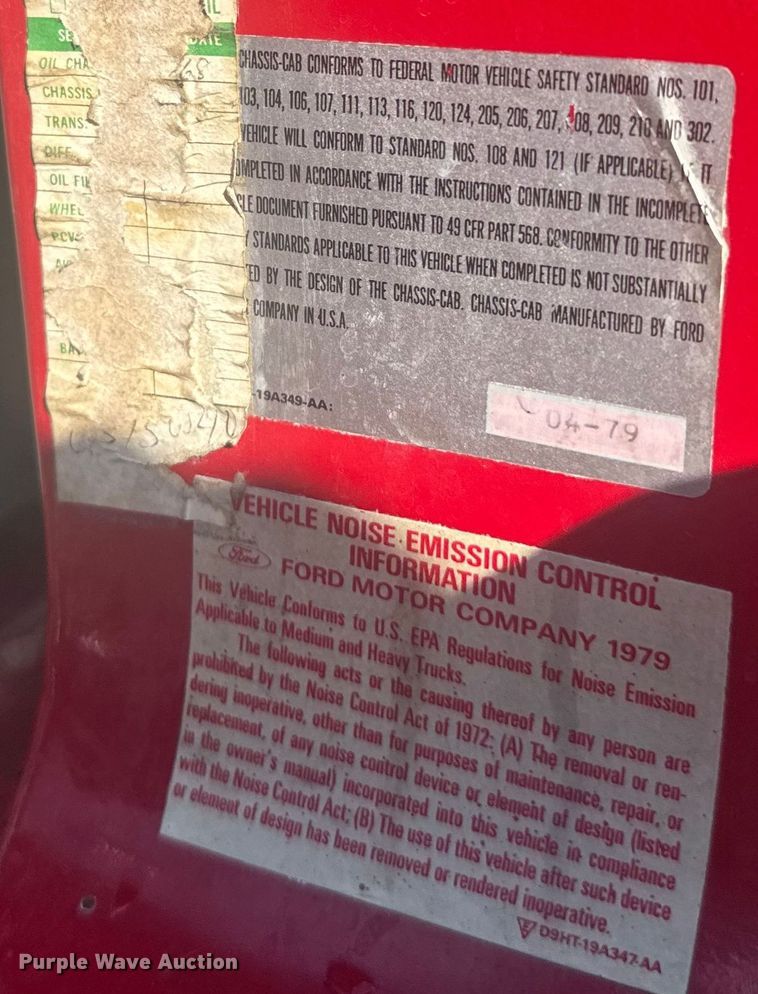 OIL CHA
CHASSIS
TRANS.
DIFF.
OIL FIL
WHEL
PCV
CHASSIS-CAB CONFORMS TO FEDERAL MOTOR VEHICLE SAFETY STANDARD NOS. 101,
103, 104, 106, 107, 111, 113, 116, 120, 124, 205, 206, 207, 208, 209, 210 AND 302.
VEHICLE WILL CONFORM TO STANDARD NOS. 108 AND 121 (IF APPLICABLE) IF IT
OMPLETED IN ACCORDANCE WITH THE INSTRUCTIONS CONTAINED IN THE INCOMPLETE
CLE DOCUMENT FURNISHED PURSUANT TO 49 CFR PART 568. CONFORMITY TO THE OTHER
Y STANDARDS APPLICABLE TO THIS VEHICLE WHEN COMPLETED IS NOT SUBSTANTIALLY
TED BY THE DESIGN OF THE CHASSIS-CAB. CHASSIS-CAB MANUFACTURED BY FORD
COMPANY IN U.S.A.
-19A349-AA:
04-79
VEHICLE NOISE EMISSION CONTROL
INFORMATION
Ford
FORD MOTOR COMPANY 1979
This Vehicle Conforms to U.S. EPA Regulations for Noise Emission
Applicable to Medium and Heavy Trucks.
The following acts or the causing thereof by any person are
prohibited by the Noise Control Act of 1972: (A) The removal or ren-
dering inoperative, other than for purposes of maintenance, repair, or
replacement, of any noise control device or element of design (listed
in the owner's manual) incorporated into this vehicle in compliance
with the Noise Control Act; (B) The use of this vehicle after such device
or element of design has been removed or rendered inoperative.
D9HT-19A347-AA
Purple Wave Auction